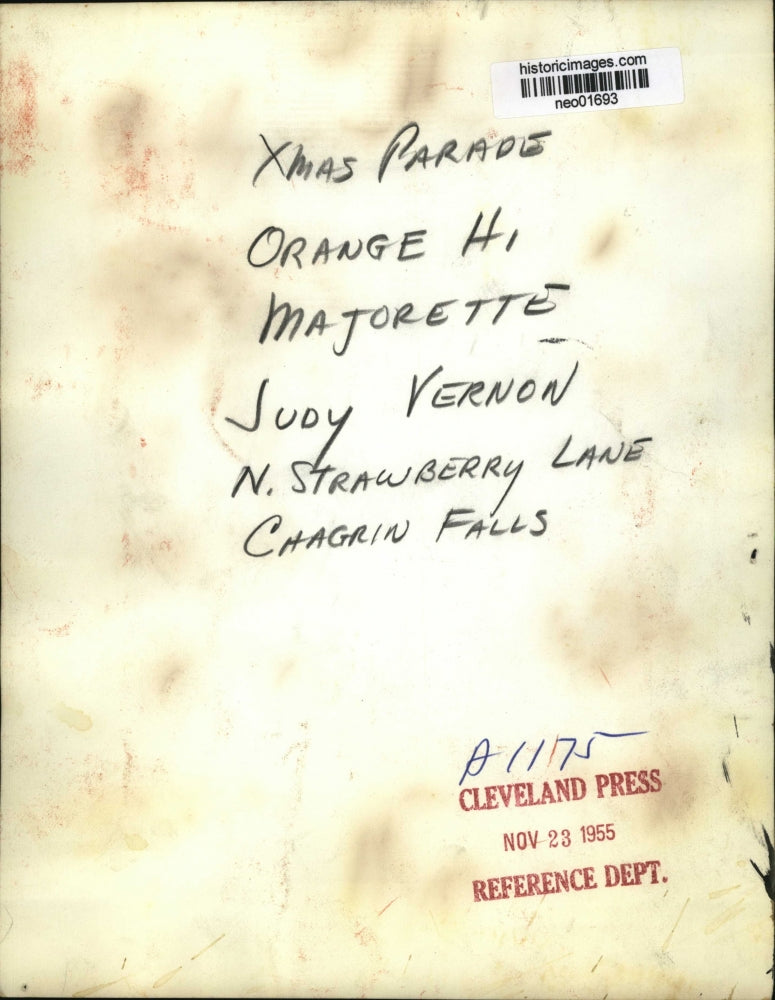 historicimages.com
neo01693
XMAS PARADE
ORANGE HI
MAJORETTE
JUDY VERNON
N. STRAWBERRY LANE
CHAGRIN FALLS
A1175
CLEVELAND PRESS
NOV 23 1955
REFERENCE DEPT.